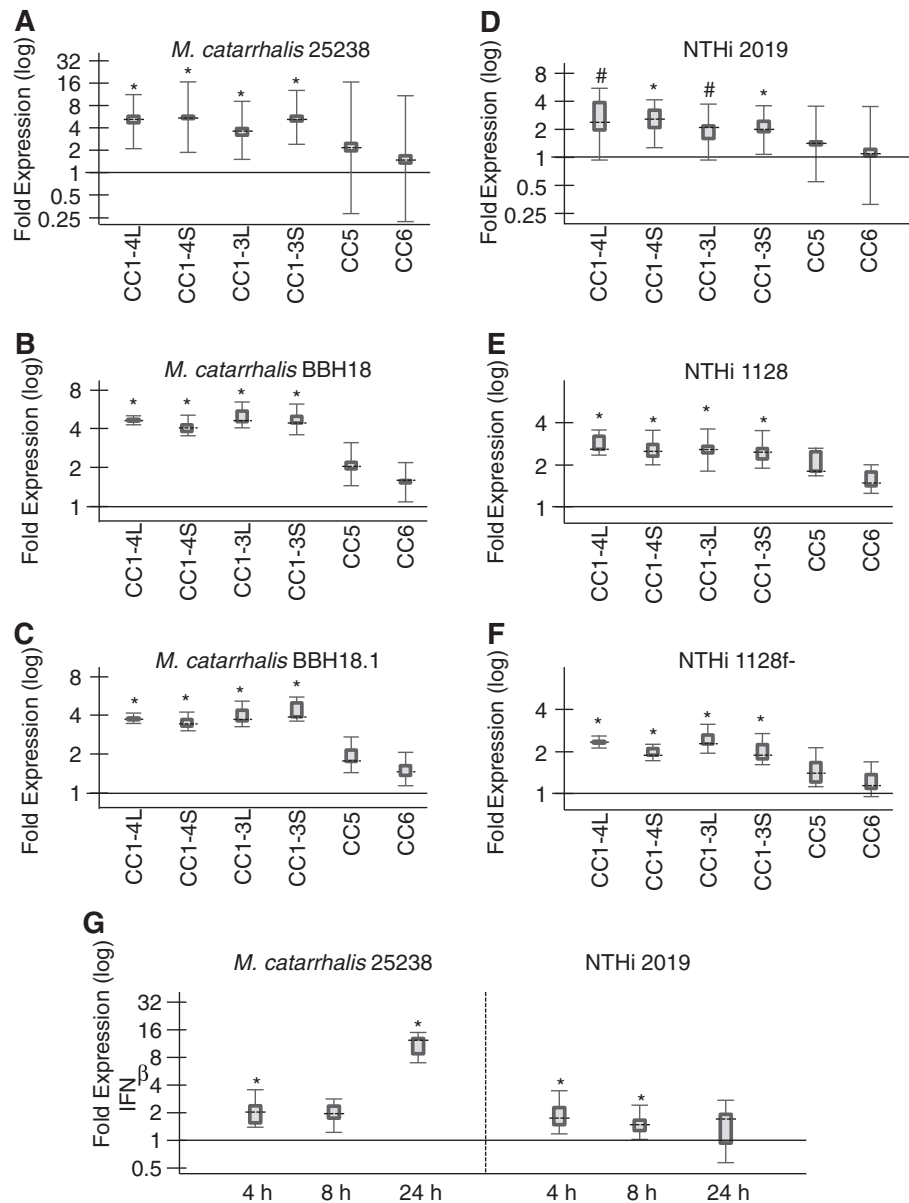 A
M. catarrhalis 25238
Fold Expression (log)
32
16
8
4
2
1
0.5
0.25
* * * *
CC1-4L
CC1-4S
CC1-3L
CC1-3S
CC5
CC6
B
M. catarrhalis BBH18
Fold Expression (log)
8
4
2
1
* * * *
CC1-4L
CC1-4S
CC1-3L
CC1-3S
CC5
CC6
C
M. catarrhalis BBH18.1
Fold Expression (log)
8
4
2
1
* * * *
CC1-4L
CC1-4S
CC1-3L
CC1-3S
CC5
CC6
D
NTHi 2019
Fold Expression (log)
8
4
2
1
0.5
0.25
# * # *
CC1-4L
CC1-4S
CC1-3L
CC1-3S
CC5
CC6
E
NTHi 1128
Fold Expression (log)
4
2
1
* * * *
CC1-4L
CC1-4S
CC1-3L
CC1-3S
CC5
CC6
F
NTHi 1128f-
Fold Expression (log)
4
2
1
* * * *
CC1-4L
CC1-4S
CC1-3L
CC1-3S
CC5
CC6
G
M. catarrhalis 25238 NTHi 2019
Fold Expression (log)
IFN β
32
16
8
4
2
1
0.5
* * * *
4 h 8 h 24 h 4 h 8 h 24 h